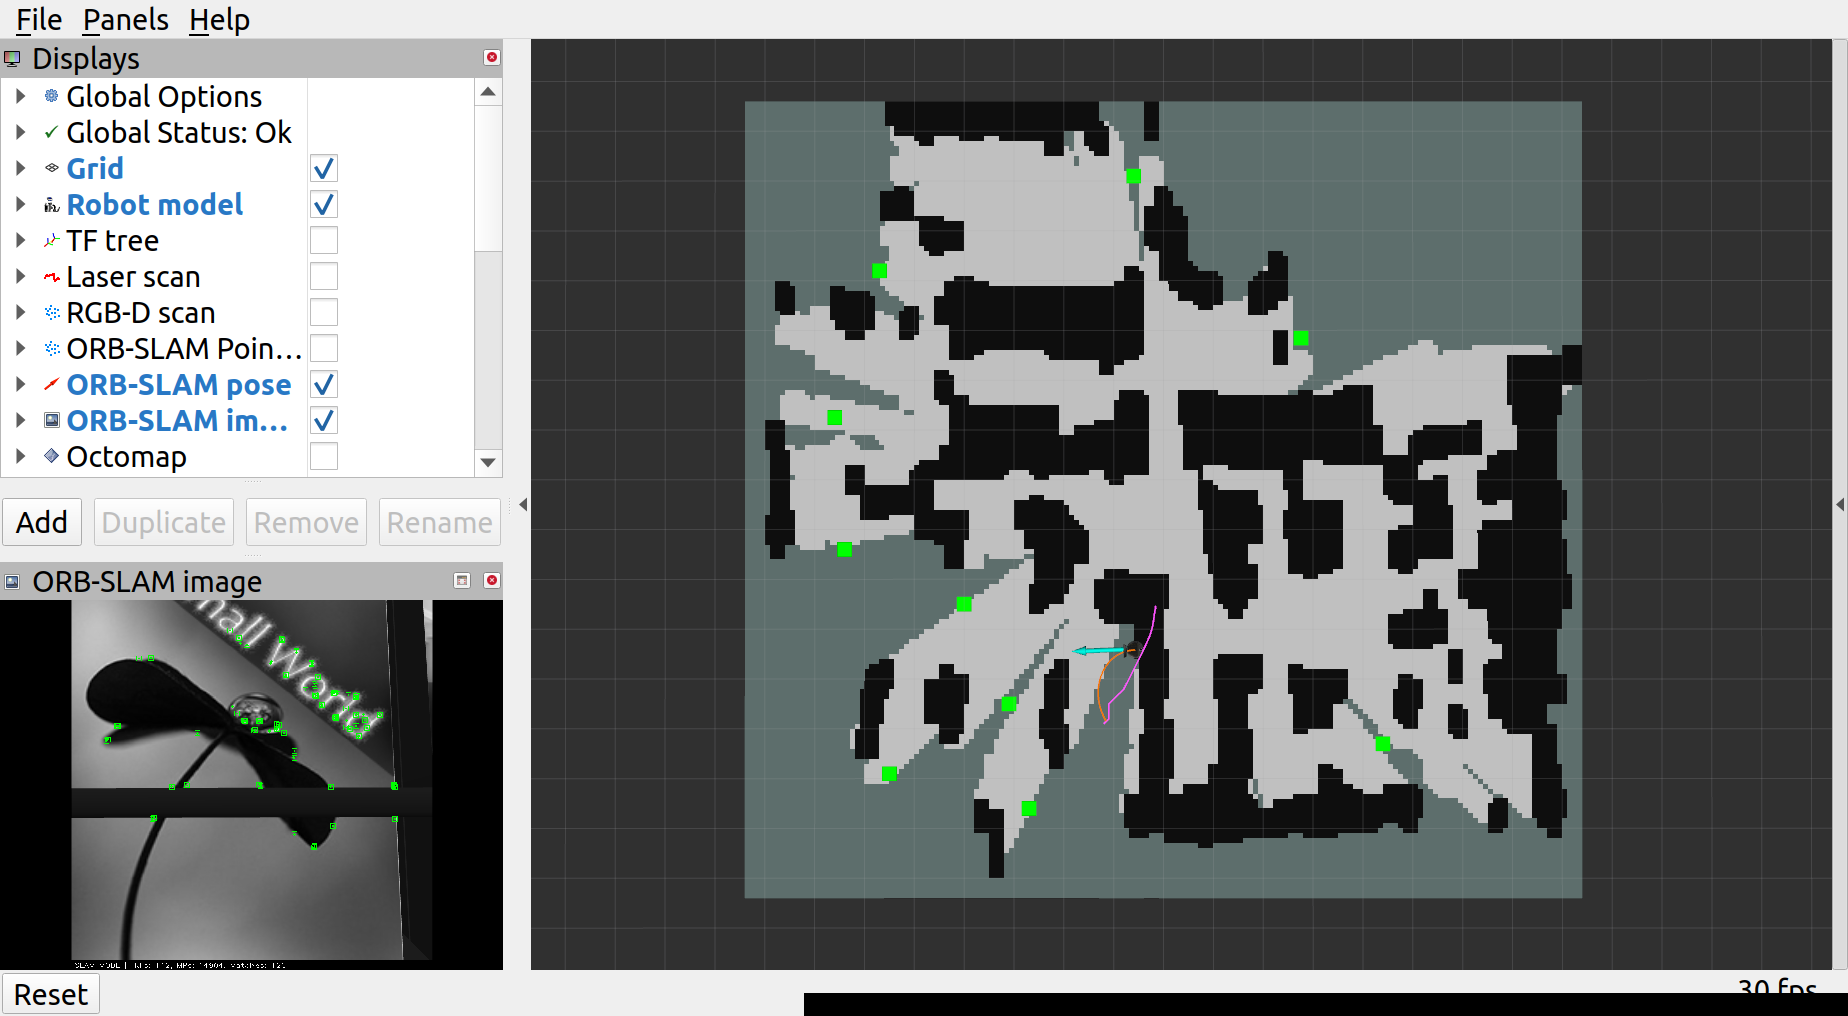 File Panels Help
Displays
Global Options
Global Status: Ok
Grid
Robot model
TF tree
Laser scan
RGB-D scan
ORB-SLAM Poin...
ORB-SLAM pose
ORB-SLAM im...
Octomap
Add Duplicate Remove Rename
ORB-SLAM image
mall World
Reset
30 fps